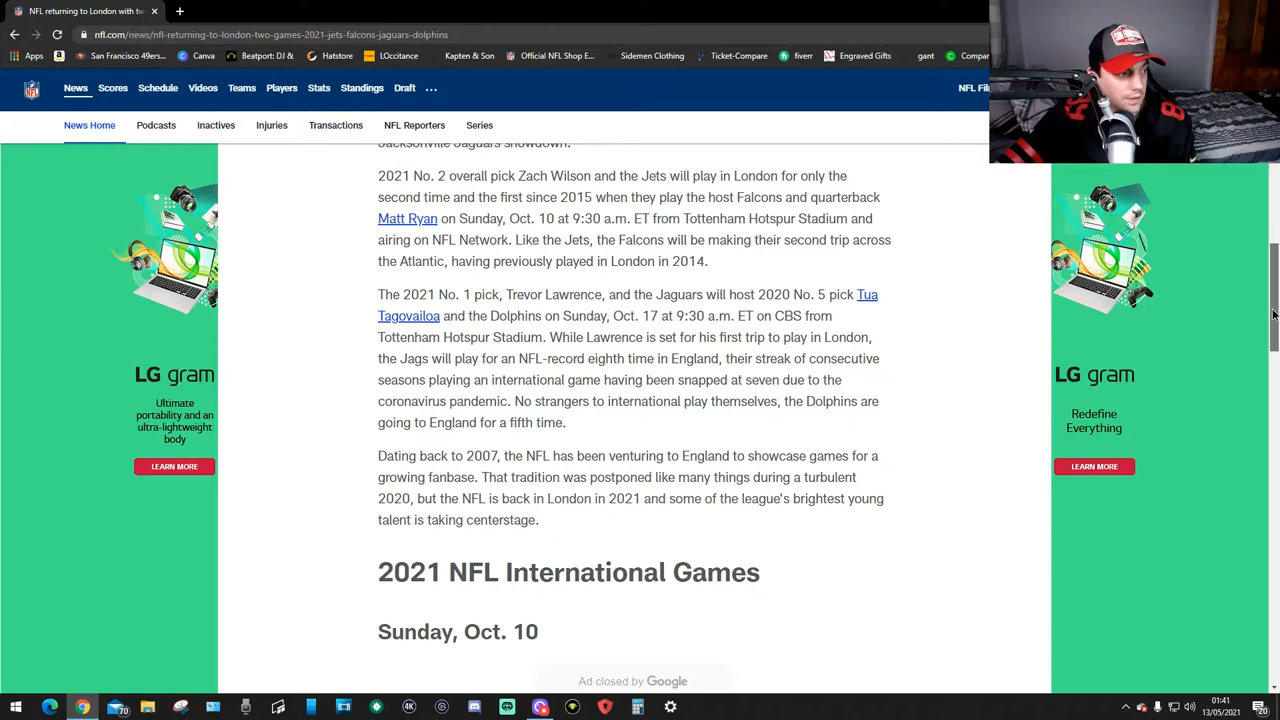 NFL returning to London with tw
nfl.com/news/nfl-returning-to-london-two-games-2021-jets-falcons-jaguars-dolphins
Apps
San Francisco 49ers...
Canva
Beatport DJ &...
Hatstore
LOccitance
Kapten & Son
Official NFL Shop E...
Sidemen Clothing
Ticket-Compare
fiverr
Engraved Gifts
gant
Compar
NFL
News Scores Schedule Videos Teams Players Stats Standings Draft ...
NFL Fil
News Home Podcasts Inactives Injuries Transactions NFL Reporters Series
Jacksonville Jaguars showdown.
2021 No. 2 overall pick Zach Wilson and the Jets will play in London for only the
second time and the first since 2015 when they play the host Falcons and quarterback
Matt Ryan on Sunday, Oct. 10 at 9:30 a.m. ET from Tottenham Hotspur Stadium and
airing on NFL Network. Like the Jets, the Falcons will be making their second trip across
the Atlantic, having previously played in London in 2014.
The 2021 No. 1 pick, Trevor Lawrence, and the Jaguars will host 2020 No. 5 pick Tua
Tagovailoa and the Dolphins on Sunday, Oct. 17 at 9:30 a.m. ET on CBS from
Tottenham Hotspur Stadium. While Lawrence is set for his first trip to play in London,
the Jags will play for an NFL-record eighth time in England, their streak of consecutive
seasons playing an international game having been snapped at seven due to the
coronavirus pandemic. No strangers to international play themselves, the Dolphins are
going to England for a fifth time.
Dating back to 2007, the NFL has been venturing to England to showcase games for a
growing fanbase. That tradition was postponed like many things during a turbulent
2020, but the NFL is back in London in 2021 and some of the league's brightest young
talent is taking centerstage.
2021 NFL International Games
Sunday, Oct. 10
Ad closed by Google
LG gram
Ultimate
portability and an
ultra-lightweight
body
LEARN MORE
LG gram
Redefine
Everything
LEARN MORE
70
4K
01:41
13/05/2021
20